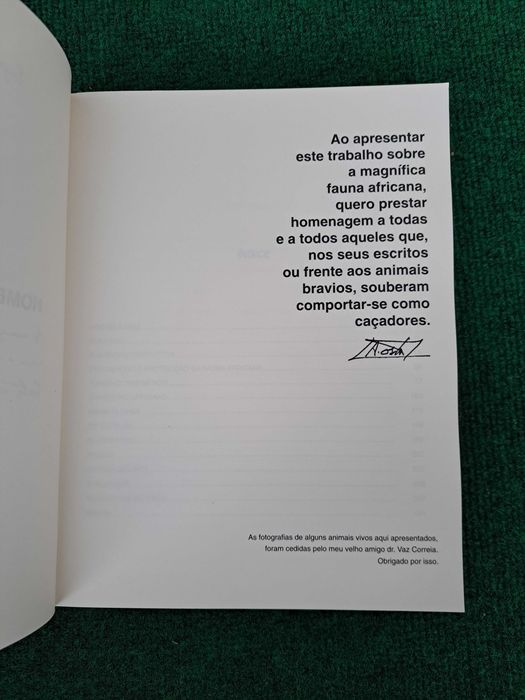 Ao apresentar
este trabalho sobre
a magnífica
fauna africana,
quero prestar
homenagem a todas
e a todos aqueles que,
nos seus escritos
ou frente aos animais
bravios, souberam
comportar-se como
caçadores.
As fotografias de alguns animais vivos aqui apresentados,
foram cedidas pelo meu velho amigo dr. Vaz Correia.
Obrigado por isso.